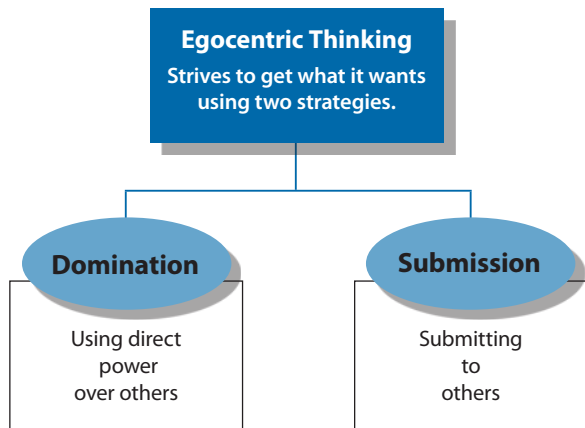 Egocentric Thinking
Strives to get what it wants
using two strategies.
Domination
Submission
Using direct
power
over others
Submitting
to
others